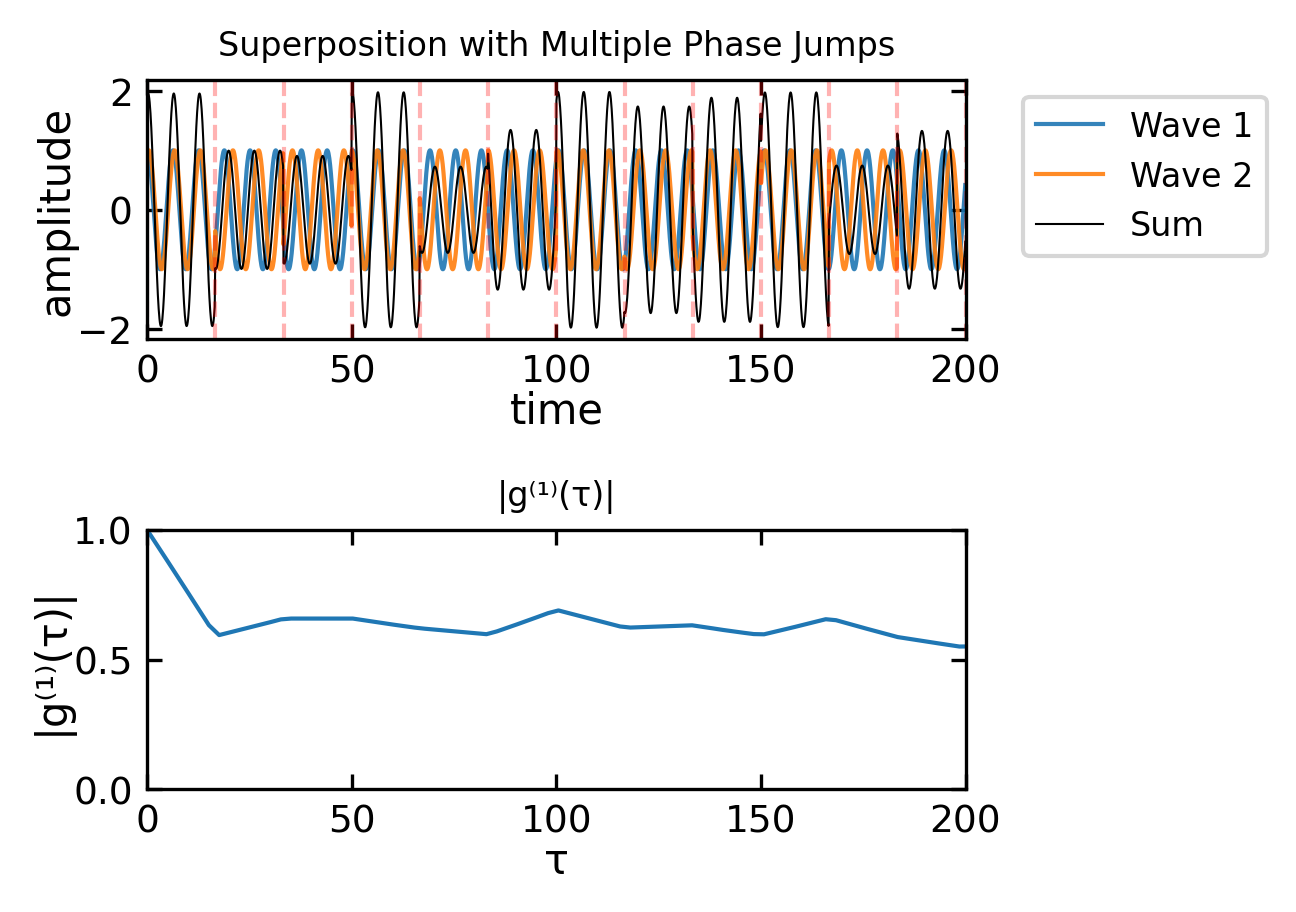 Superposition with Multiple Phase Jumps
2
0
−2
amplitude
0 50 100 150 200
time
Wave 1
Wave 2
Sum
|g⁽¹⁾(τ)|
1.0
0.5
0.0
|g⁽¹⁾(τ)|
0 50 100 150 200
τ